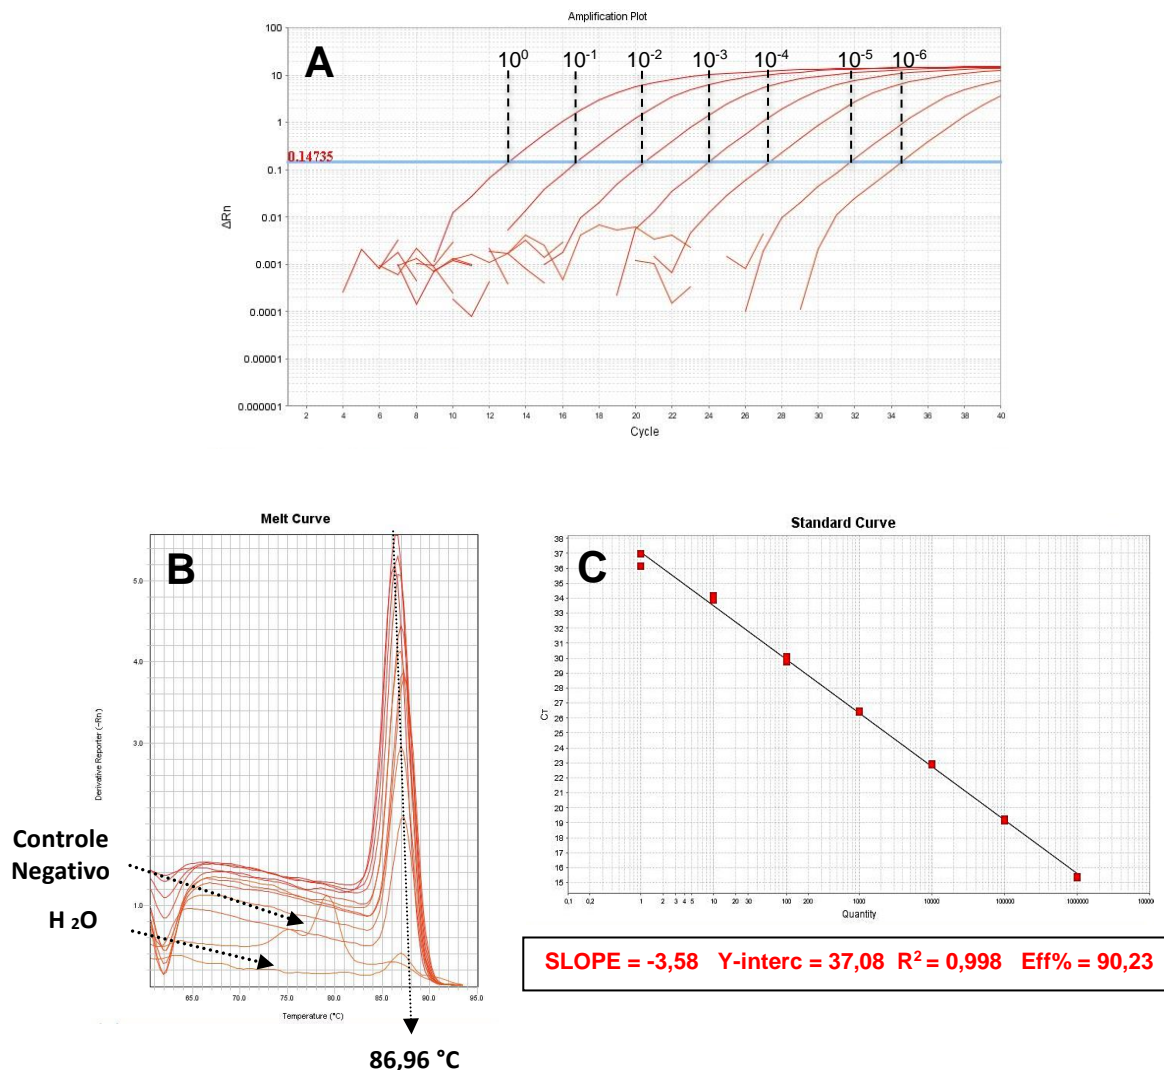 Amplification Plot
A
10⁰ 10⁻¹ 10⁻² 10⁻³ 10⁻⁴ 10⁻⁵ 10⁻⁶
100
10
1
0.14735
0.1
0.01
0.001
0.0001
0.00001
0.000001
ΔRn
2 4 6 8 10 12 14 16 18 20 22 24 26 28 30 32 34 36 38 40
Cycle
Melt Curve
B
5.0
4.0
3.0
1.0
Derivative Reporter (-Rn)
65.0 70.0 75.0 80.0 85.0 90.0 95.0
Temperature (°C)
Controle
Negativo
H ₂O
86,96 °C
Standard Curve
C
38
37
36
35
34
33
32
31
30
29
28
27
26
25
24
23
22
21
20
19
18
17
16
15
Cт
0,1 0,2 1 2 3 4 5 10 20 30 100 200 1000 10000 100000 1000000
Quantity
SLOPE = -3,58 Y-interc = 37,08 R² = 0,998 Eff% = 90,23